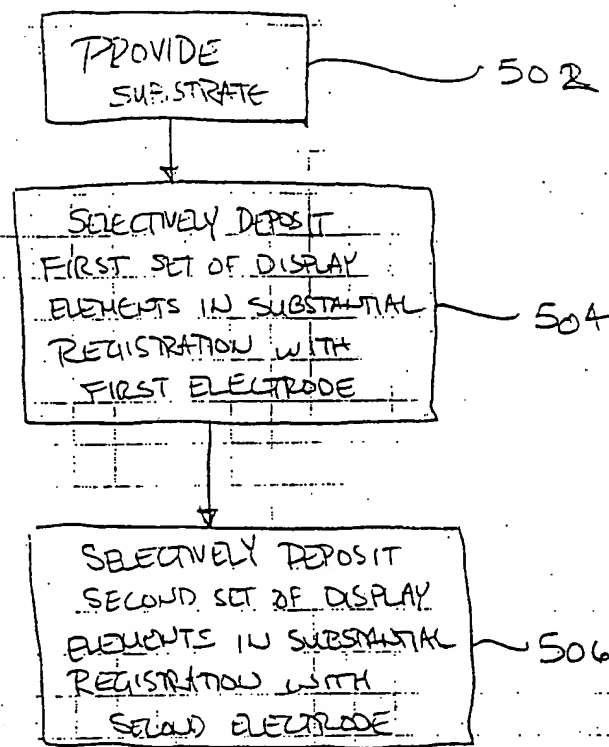 PROVIDE
SUBSTRATE
502
SELECTIVELY DEPOSIT
FIRST SET OF DISPLAY
ELEMENTS IN SUBSTANTIAL
REGISTRATION WITH
FIRST ELECTRODE
504
SELECTIVELY DEPOSIT
SECOND SET OF DISPLAY
ELEMENTS IN SUBSTANTIAL
REGISTRATION WITH
SECOND ELECTRODE
506